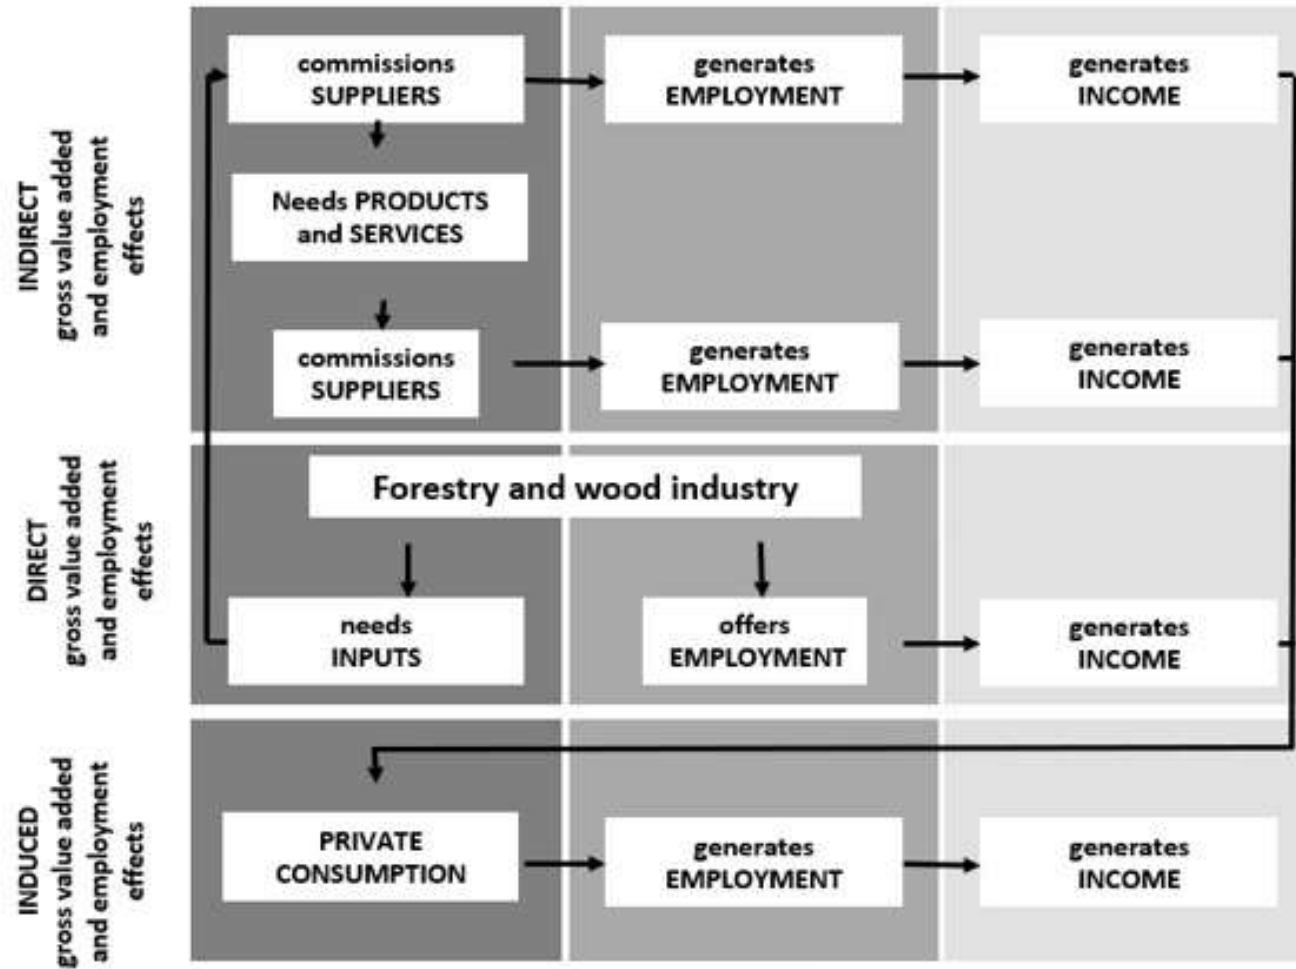 INDIRECT
gross value added
and employment
effects
commissions
SUPPLIERS
generates
EMPLOYMENT
generates
INCOME
Needs PRODUCTS
and SERVICES
commissions
SUPPLIERS
generates
EMPLOYMENT
generates
INCOME
DIRECT
gross value added
and employment
effects
Forestry and wood industry
needs
INPUTS
offers
EMPLOYMENT
generates
INCOME
INDUCED
gross value added
and employment
effects
PRIVATE
CONSUMPTION
generates
EMPLOYMENT
generates
INCOME